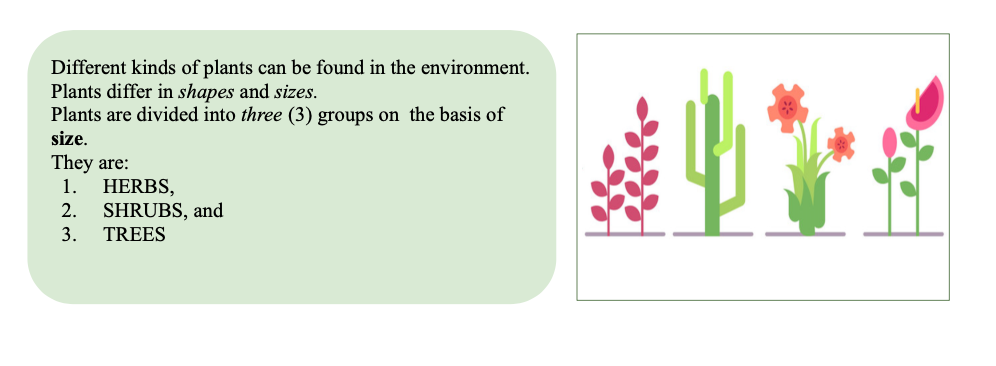 Different kinds of plants can be found in the environment.
Plants differ in shapes and sizes.
Plants are divided into three (3) groups on  the basis of
size.
They are:
1. HERBS,
2. SHRUBS, and
3. TREES